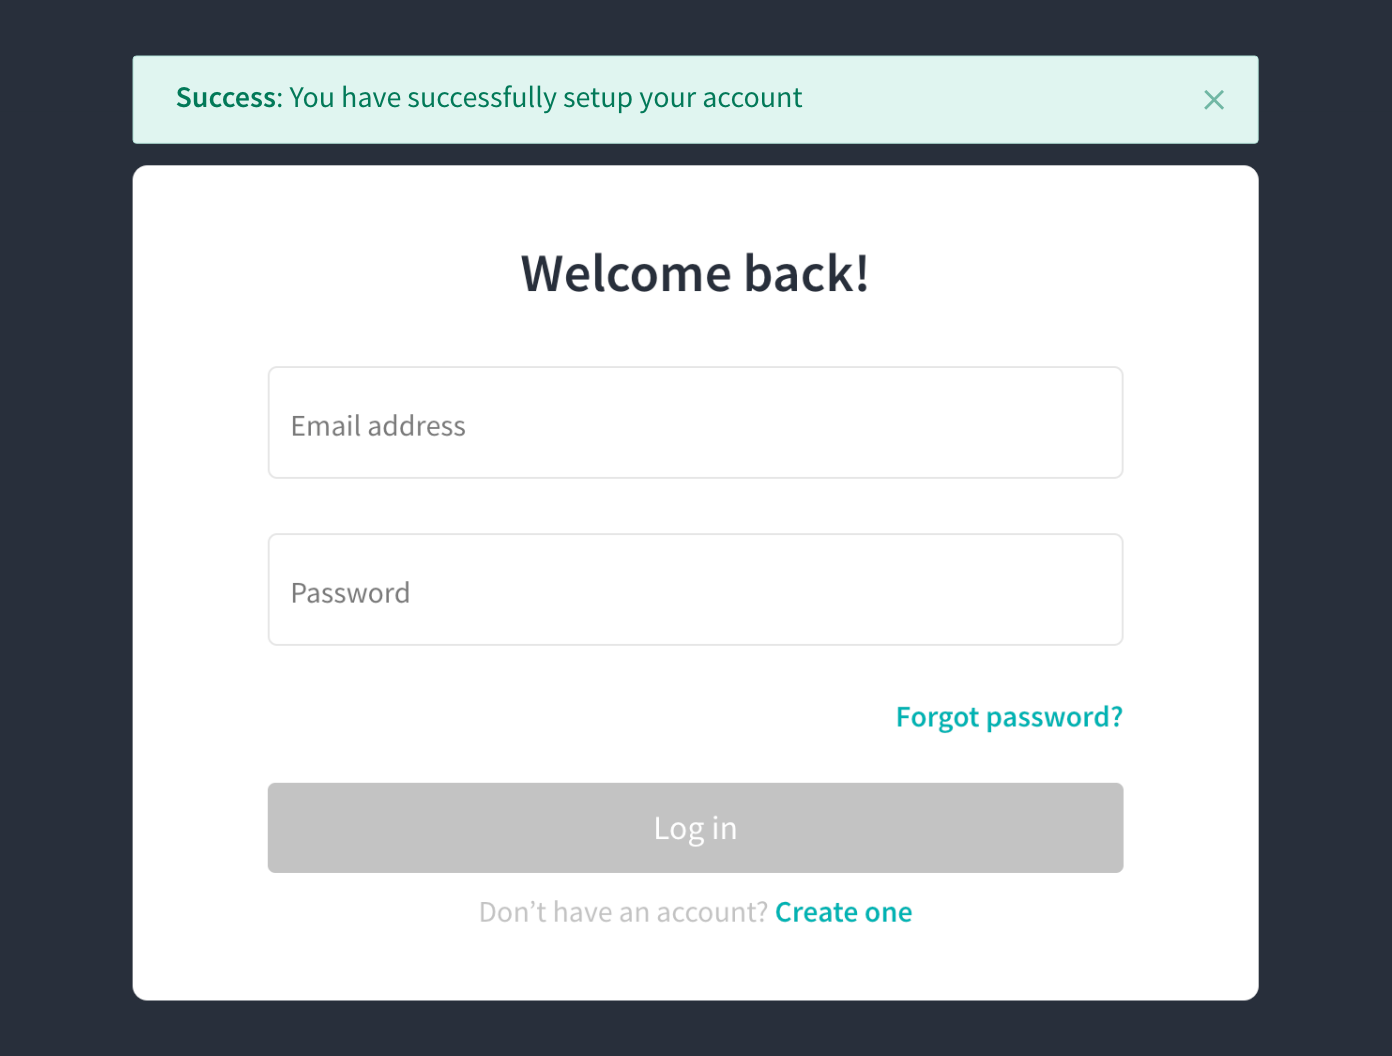 Success: You have successfully setup your account
Welcome back!
Email address
Password
Forgot password?
Log in
Don’t have an account? Create one